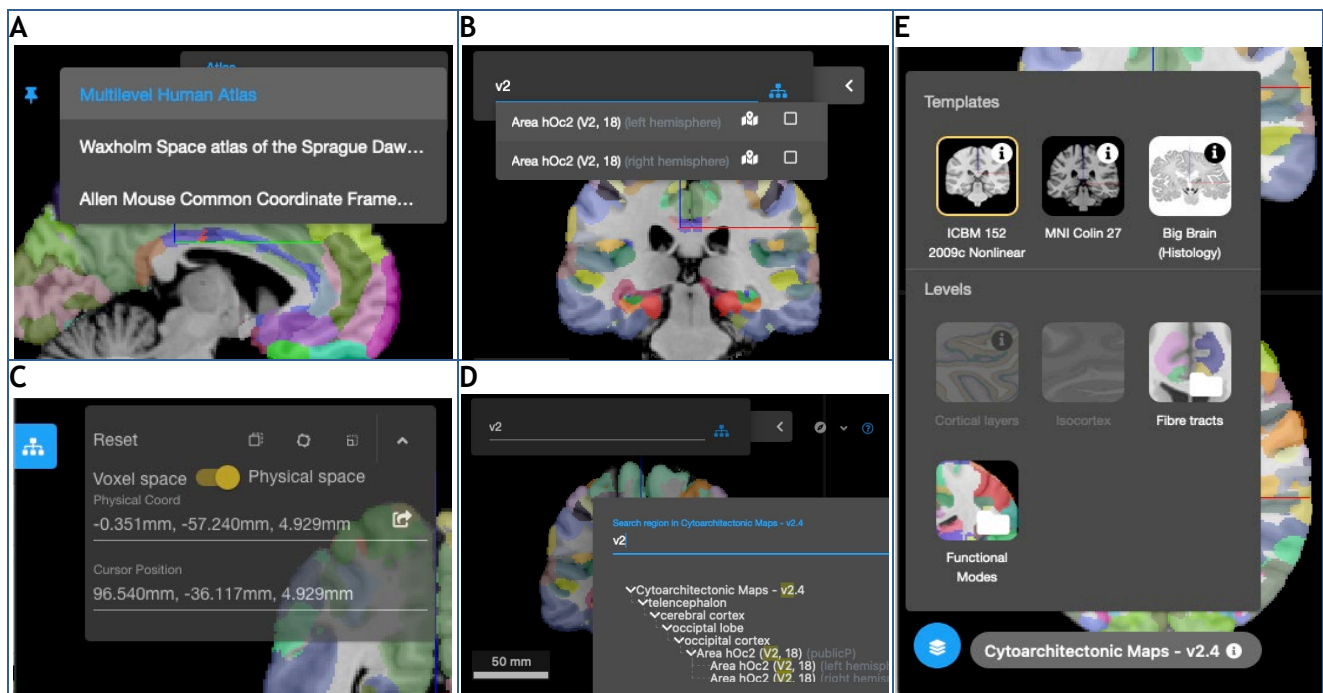 A
Atlas
Multilevel Human Atlas
Waxholm Space atlas of the Sprague Daw...
Allen Mouse Common Coordinate Frame...
B
v2
Area hOc2 (V2, 18) (left hemisphere)
Area hOc2 (V2, 18) (right hemisphere)
C
Reset
Voxel space Physical space
Physical Coord
-0.351mm, -57.240mm, 4.929mm
Cursor Position
96.540mm, -36.117mm, 4.929mm
D
v2
Search region in Cytoarchitectonic Maps - v2.4
v2
Cytoarchitectonic Maps - v2.4
telencephalon
cerebral cortex
occiptal lobe
occipital cortex
Area hOc2 (V2, 18) (publicP)
Area hOc2 (V2, 18) (left hemisph
Area hOc2 (V2, 18) (right hemisp
50 mm
E
Templates
ICBM 152
2009c Nonlinear
MNI Colin 27
Big Brain
(Histology)
Levels
Cortical layers
Isocortex
Fibre tracts
Functional
Modes
Cytoarchitectonic Maps - v2.4